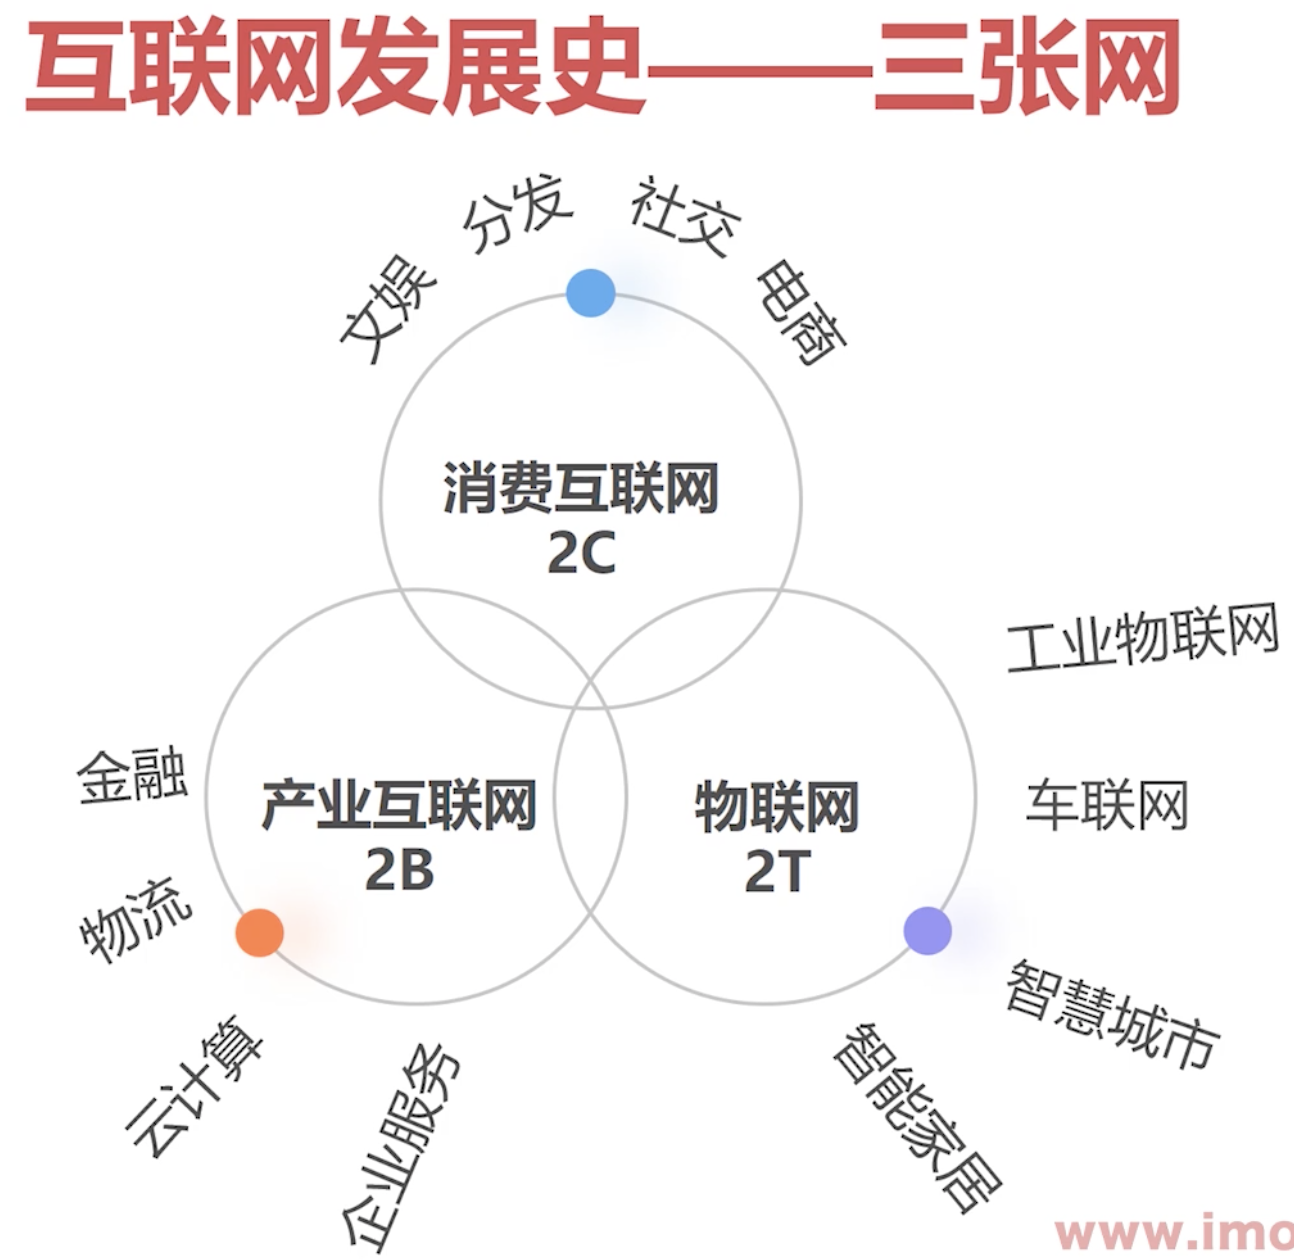 互联网发展史——三张网
文娱
分发
社交
电商
消费互联网
2C
产业互联网
2B
物联网
2T
金融
物流
云计算
企业服务
工业物联网
车联网
智慧城市
智能家居
www.imo